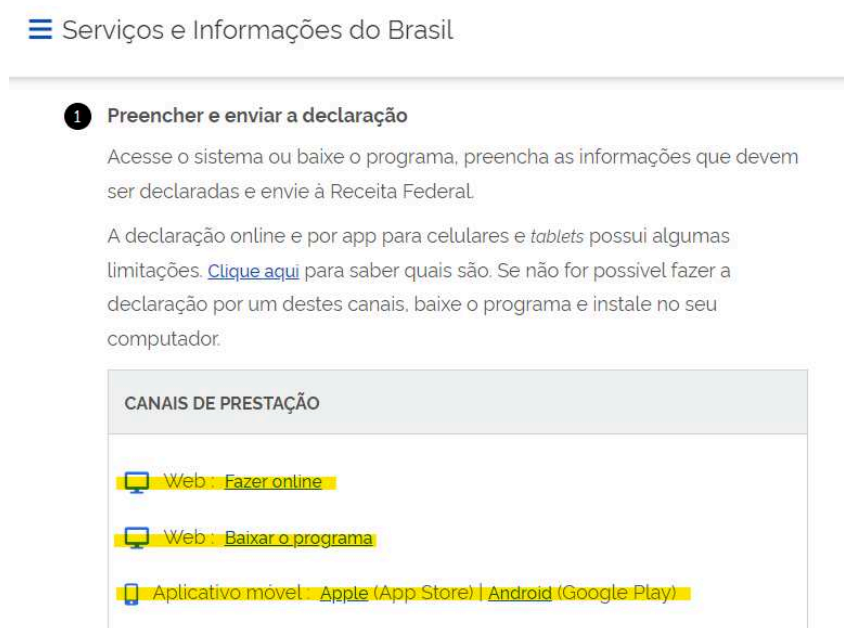 Serviços e Informações do Brasil
1 Preencher e enviar a declaração
Acesse o sistema ou baixe o programa, preencha as informações que devem
ser declaradas e envie à Receita Federal.
A declaração online e por app para celulares e tablets possui algumas
limitações. Clique aqui para saber quais são. Se não for possível fazer a
declaração por um destes canais, baixe o programa e instale no seu
computador.
CANAIS DE PRESTAÇÃO
Web : Fazer online
Web : Baixar o programa
Aplicativo móvel : Apple (App Store) | Android (Google Play)